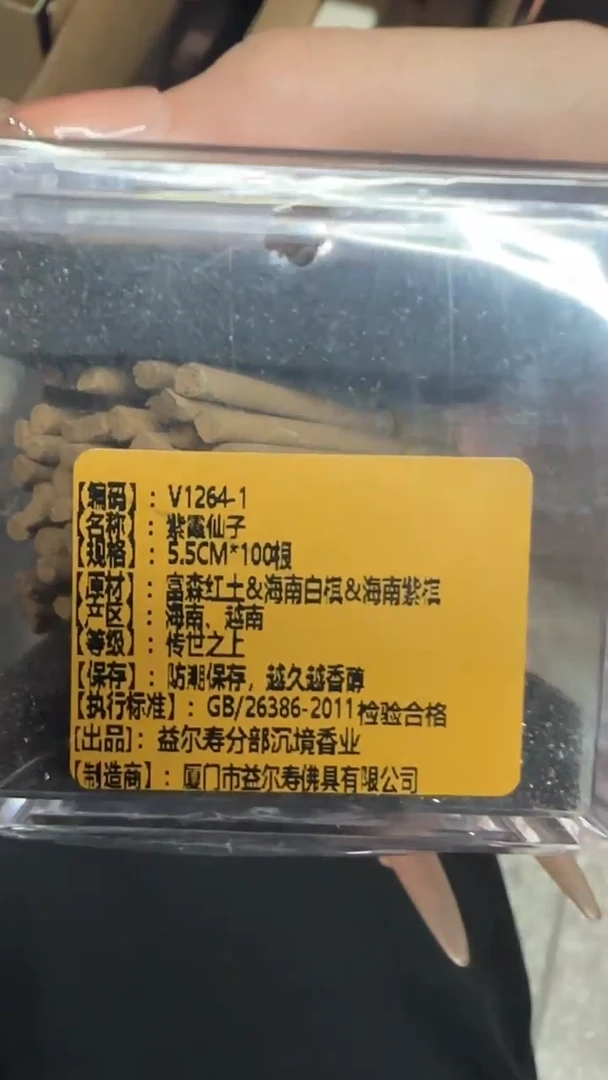 【编码】：V1264-1
【名称】：紫霞仙子
【规格】：5.5CM*100根
【原材】：富森红土&海南白棋&海南紫棋
【产区】：海南、越南
【等级】：传世之上
【保存】：防潮保存，越久越香醇
【执行标准】：GB/26386-2011检验合格
[出品]：益尔寿分部沉境香业
【制造商】：厦门市益尔寿佛具有限公司